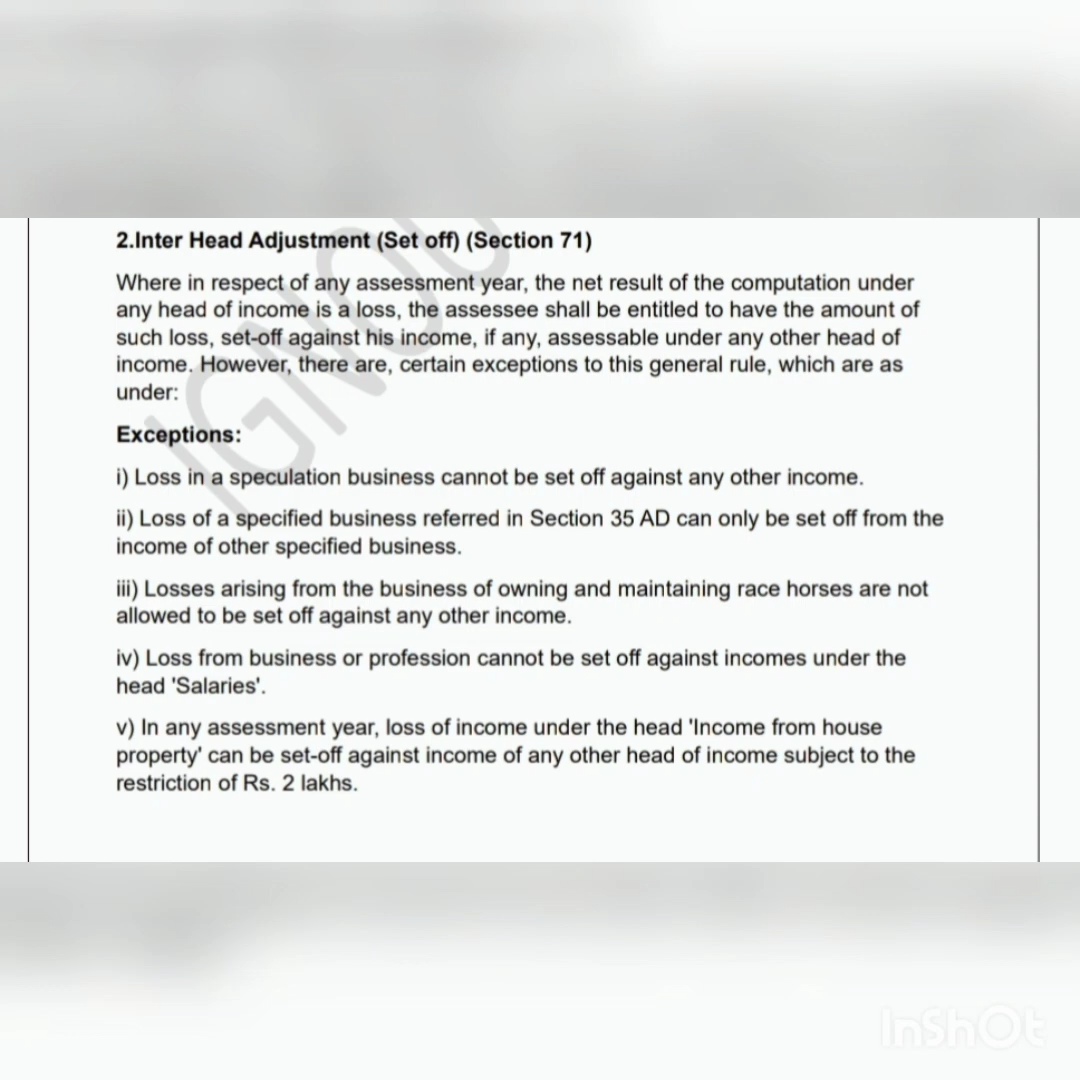 2.Inter Head Adjustment (Set off) (Section 71)
Where in respect of any assessment year, the net result of the computation under
any head of income is a loss, the assessee shall be entitled to have the amount of
such loss, set-off against his income, if any, assessable under any other head of
income. However, there are, certain exceptions to this general rule, which are as
under:
Exceptions:
i) Loss in a speculation business cannot be set off against any other income.
ii) Loss of a specified business referred in Section 35 AD can only be set off from the
income of other specified business.
iii) Losses arising from the business of owning and maintaining race horses are not
allowed to be set off against any other income.
iv) Loss from business or profession cannot be set off against incomes under the
head 'Salaries'.
v) In any assessment year, loss of income under the head 'Income from house
property' can be set-off against income of any other head of income subject to the
restriction of Rs. 2 lakhs.
IGNOU
InShOt